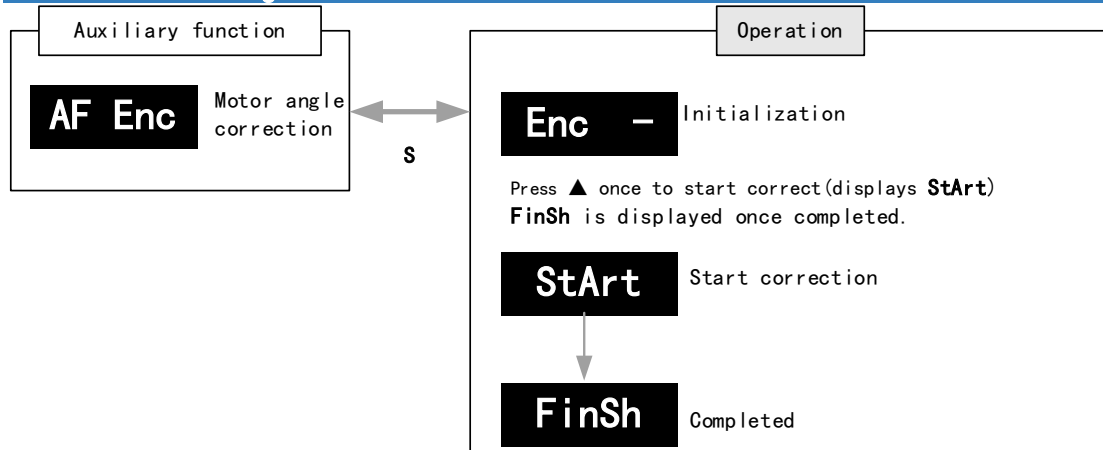 Auxiliary function
AF Enc
Motor angle
correction
S
Operation
Enc －
Initialization
Press ▲ once to start correct(displays StArt)
FinSh is displayed once completed.
StArt
Start correction
FinSh
Completed